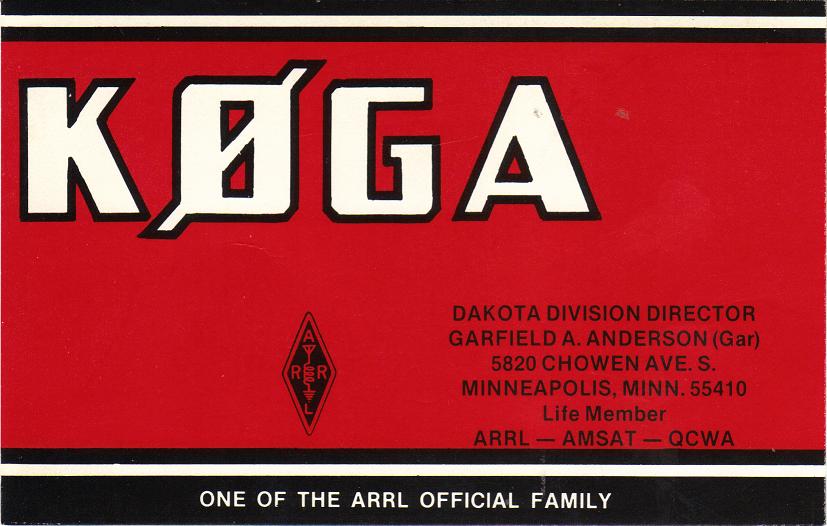 KØGA
A
R R
L
DAKOTA DIVISION DIRECTOR
GARFIELD A. ANDERSON (Gar)
5820 CHOWEN AVE. S.
MINNEAPOLIS, MINN. 55410
Life Member
ARRL — AMSAT — QCWA
ONE OF THE ARRL OFFICIAL FAMILY